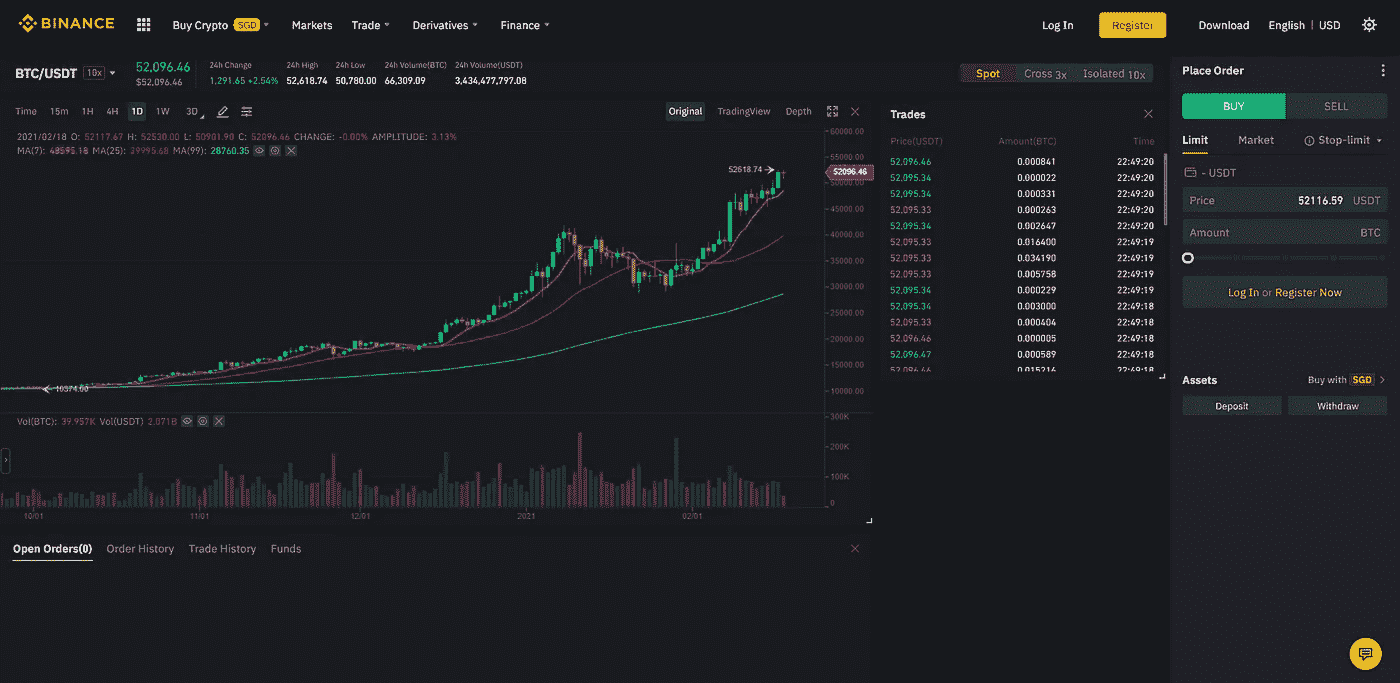 BINANCE Buy Crypto SGD Markets Trade Derivatives Finance Log In Register Download English | USD
BTC/USDT 10x 52,096.46 $52,096.46
24h Change 1,291.65 +2.54%
24h High 52,618.74
24h Low 50,780.00
24h Volume(BTC) 66,309.09
24h Volume(USDT) 3,434,477,797.08
Spot Cross 3x Isolated 10x
Time 15m 1H 4H 1D 1W 3D Original TradingView Depth
2021/02/18 O: 52117.67 H: 52530.00 L: 50901.90 C: 52096.46 CHANGE: -0.00% AMPLITUDE: 3.13%
MA(7): 48595.18 MA(25): 39995.68 MA(99): 28760.35
60000.00
55000.00
52618.74
52096.46
50000.00
45000.00
40000.00
35000.00
30000.00
25000.00
20000.00
15000.00
10374.00
10000.00
Vol(BTC): 39.957K Vol(USDT) 2.071B
300K
200K
100K
0
10/01 11/01 12/01 2021 02/01
Open Orders(0) Order History Trade History Funds
Trades
Price(USDT) Amount(BTC) Time
52,096.46 0.000841 22:49:20
52,095.34 0.000022 22:49:20
52,095.34 0.000331 22:49:20
52,095.33 0.000263 22:49:20
52,095.34 0.002647 22:49:20
52,095.33 0.016400 22:49:19
52,095.33 0.034190 22:49:19
52,095.33 0.005758 22:49:19
52,095.34 0.000229 22:49:19
52,095.34 0.003000 22:49:18
52,095.33 0.000404 22:49:18
52,096.46 0.000005 22:49:18
52,096.47 0.000589 22:49:18
52,096.46 0.015216 22:49:18
Place Order
BUY SELL
Limit Market Stop-limit
- USDT
Price 52116.59 USDT
Amount BTC
Log In or Register Now
Assets Buy with SGD
Deposit Withdraw